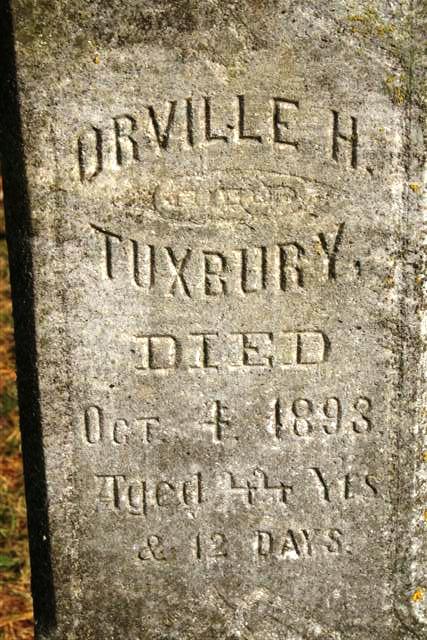 ORVILLE H.
TUXBURY,
DIED
OCT. 4, 1893.
Aged 44 Yrs
& 12 DAYS.